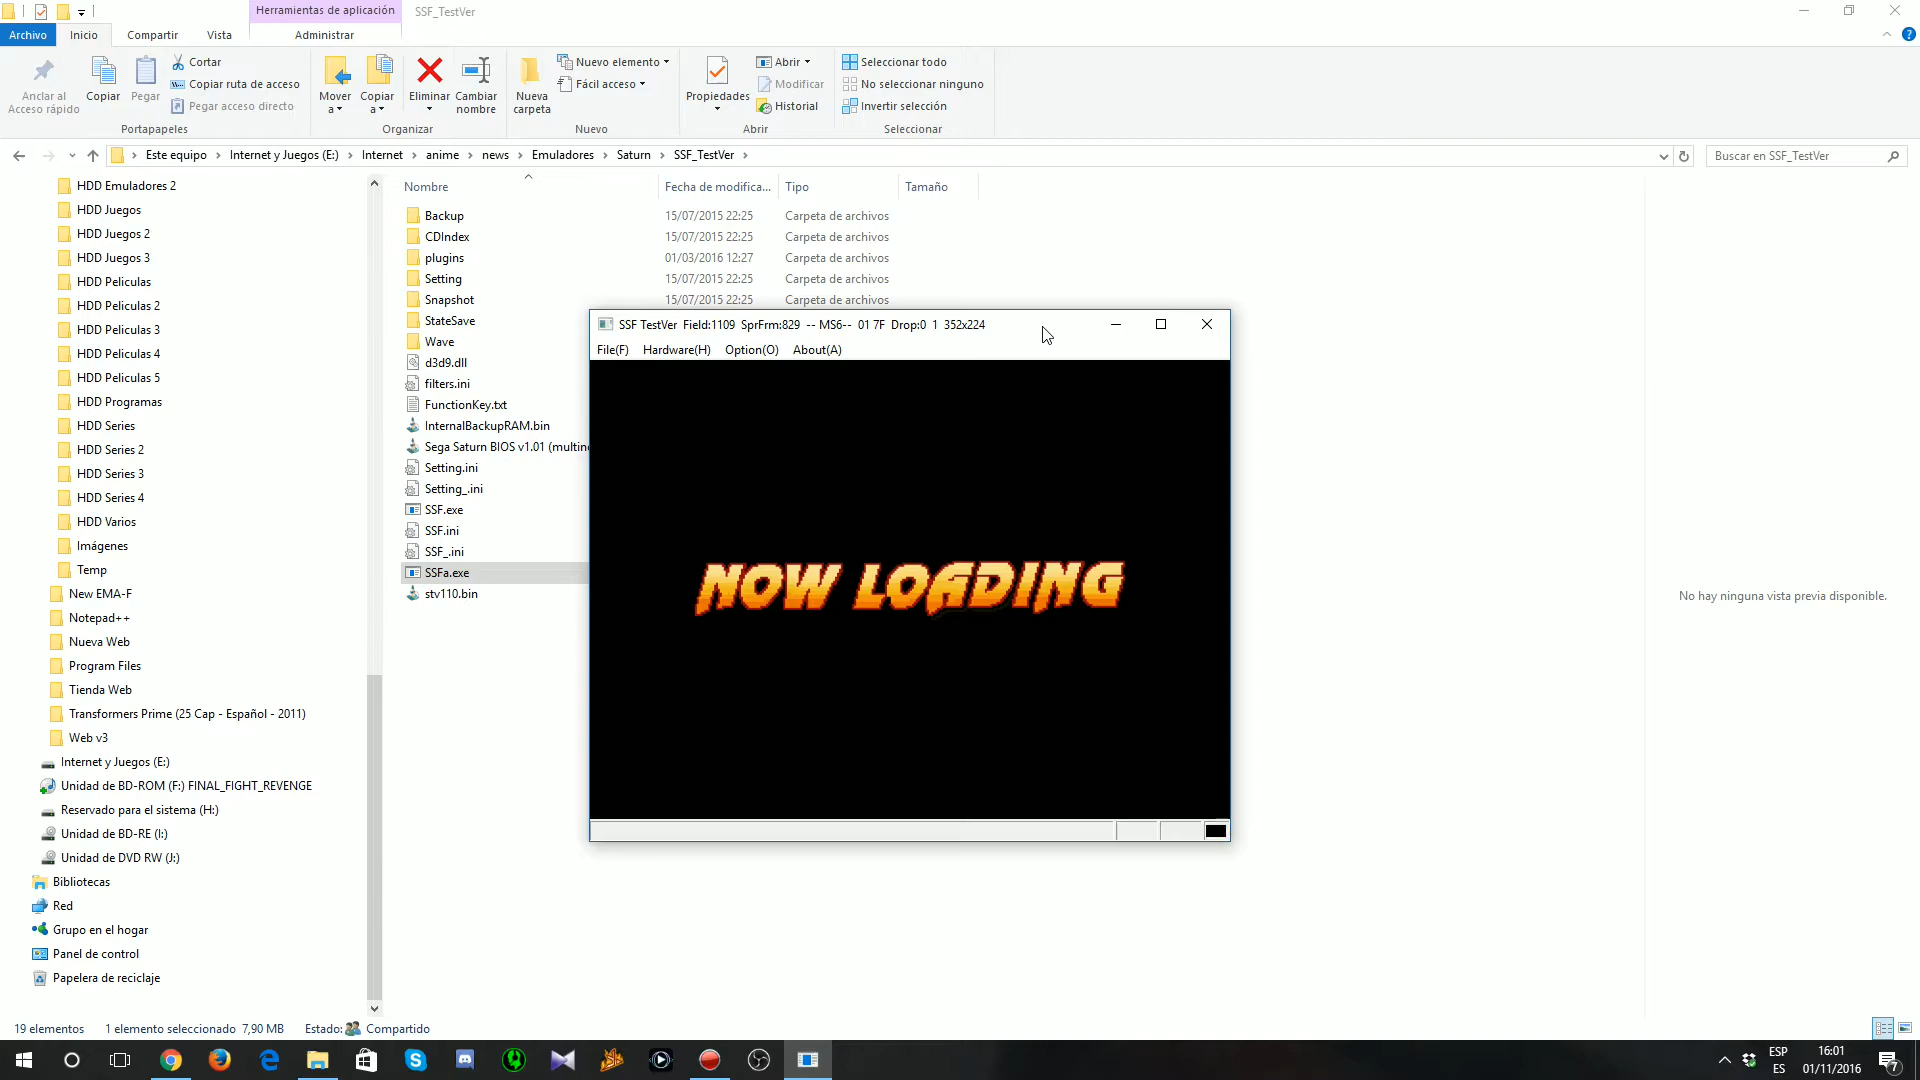 Herramientas de aplicación
SSF_TestVer
Archivo
Inicio
Compartir
Vista
Administrar
Anclar al
Acceso rápido
Copiar
Pegar
Cortar
Copiar ruta de acceso
Pegar acceso directo
Portapapeles
Mover
a
Copiar
a
Eliminar
Cambiar
nombre
Organizar
Nueva
carpeta
Nuevo elemento
Fácil acceso
Nuevo
Propiedades
Abrir
Modificar
Historial
Abrir
Seleccionar todo
No seleccionar ninguno
Invertir selección
Seleccionar
Este equipo > Internet y Juegos (E:) > Internet > anime > news > Emuladores > Saturn > SSF_TestVer >
Buscar en SSF_TestVer
HDD Emuladores 2
HDD Juegos
HDD Juegos 2
HDD Juegos 3
HDD Peliculas
HDD Peliculas 2
HDD Peliculas 3
HDD Peliculas 4
HDD Peliculas 5
HDD Programas
HDD Series
HDD Series 2
HDD Series 3
HDD Series 4
HDD Varios
Imágenes
Temp
New EMA-F
Notepad++
Nueva Web
Program Files
Tienda Web
Transformers Prime (25 Cap - Español - 2011)
Web v3
Internet y Juegos (E:)
Unidad de BD-ROM (F:) FINAL_FIGHT_REVENGE
Reservado para el sistema (H:)
Unidad de BD-RE (I:)
Unidad de DVD RW (J:)
Bibliotecas
Red
Grupo en el hogar
Panel de control
Papelera de reciclaje
Nombre Fecha de modifica... Tipo Tamaño
Backup 15/07/2015 22:25 Carpeta de archivos
CDIndex 15/07/2015 22:25 Carpeta de archivos
plugins 01/03/2016 12:27 Carpeta de archivos
Setting 15/07/2015 22:25 Carpeta de archivos
Snapshot 15/07/2015 22:25 Carpeta de archivos
StateSave
Wave
d3d9.dll
filters.ini
FunctionKey.txt
InternalBackupRAM.bin
Sega Saturn BIOS v1.01 (multin
Setting.ini
Setting_.ini
SSF.exe
SSF.ini
SSF_.ini
SSFa.exe
stv110.bin
SSF TestVer Field:1109 SprFrm:829 -- MS6-- 01 7F Drop:0 1 352x224
File(F) Hardware(H) Option(O) About(A)
NOW LOADING
No hay ninguna vista previa disponible.
19 elementos 1 elemento seleccionado 7,90 MB Estado: Compartido
ESP
ES
16:01
01/11/2016
7